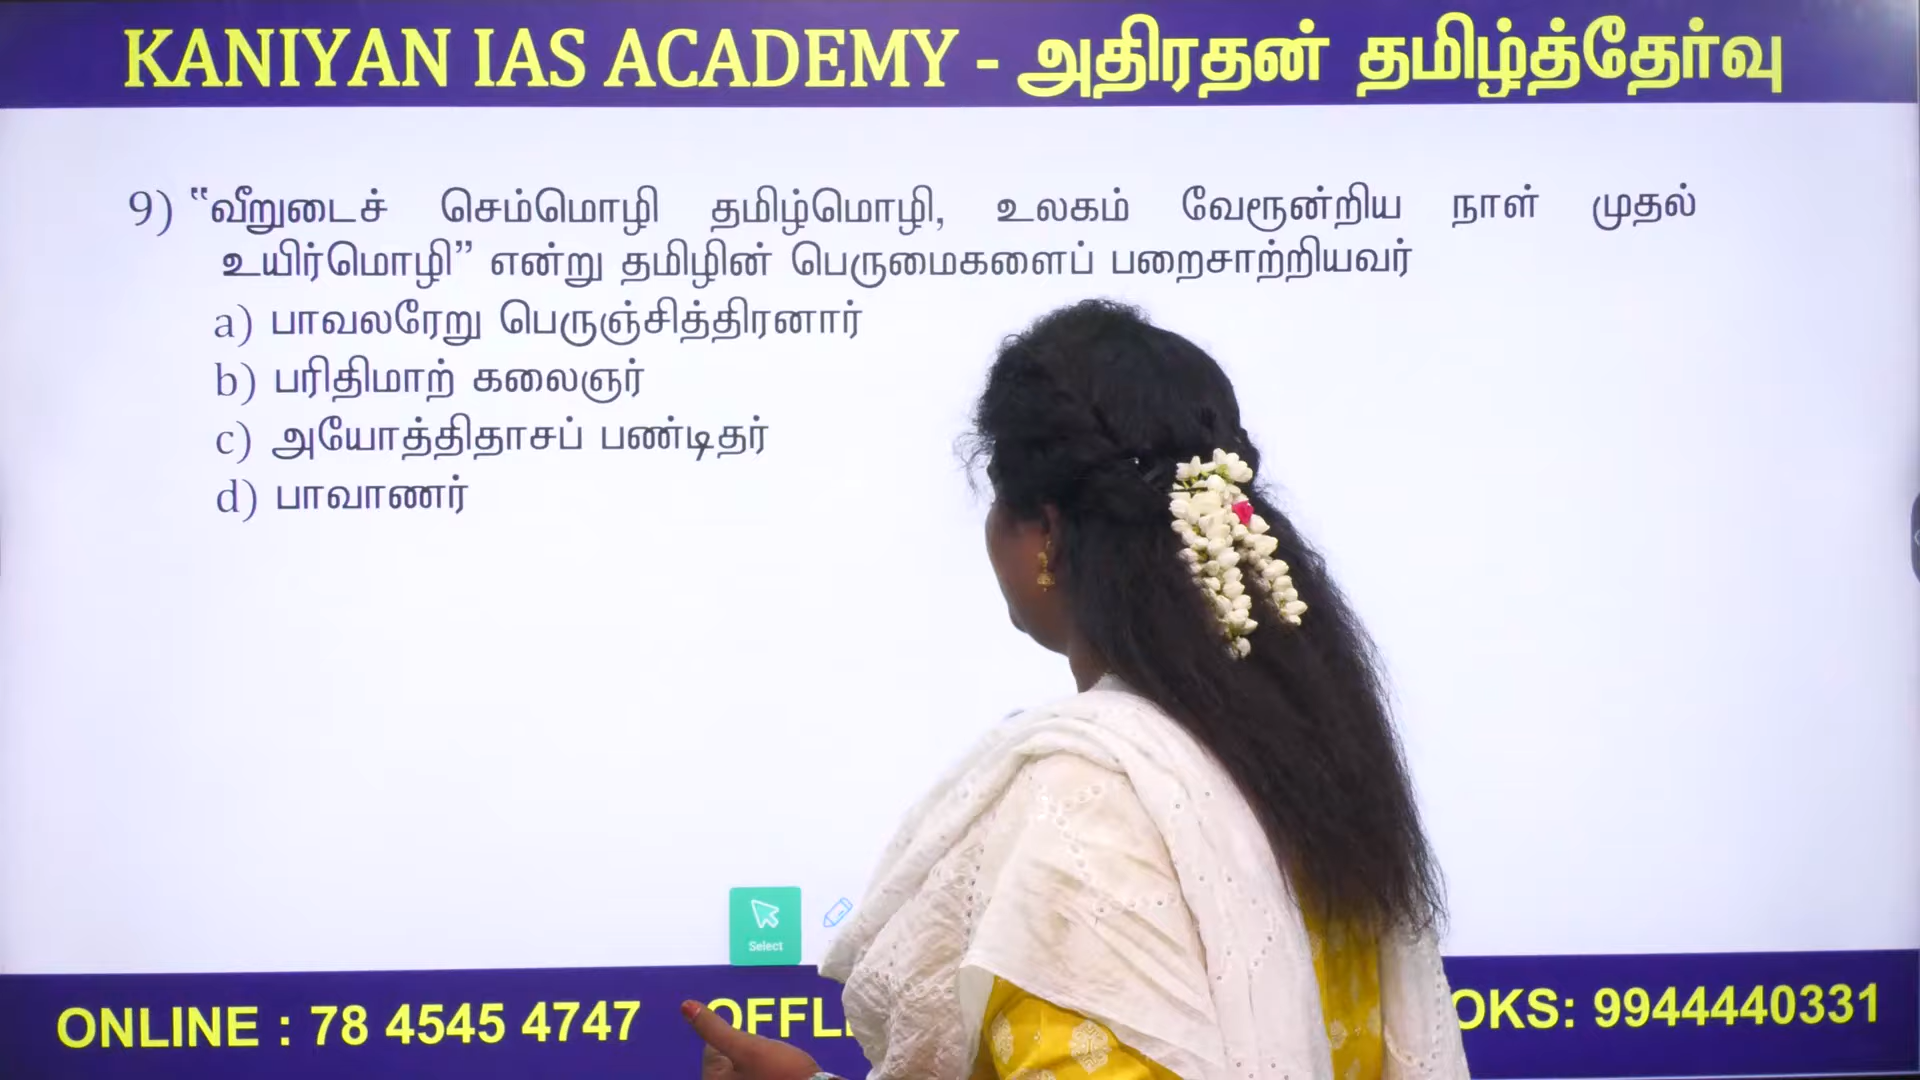 KANIYAN IAS ACADEMY - அதிரதன் தமிழ்த்தேர்வு
9) “வீறுடைச் செம்மொழி தமிழ்மொழி, உலகம் வேரூன்றிய நாள் முதல்
உயிர்மொழி” என்று தமிழின் பெருமைகளைப் பறைசாற்றியவர்
a) பாவலரேறு பெருஞ்சித்திரனார்
b) பரிதிமாற் கலைஞர்
c) அயோத்திதாசப் பண்டிதர்
d) பாவாணர்
Select
ONLINE : 78 4545 4747 OFFLI OKS: 9944440331